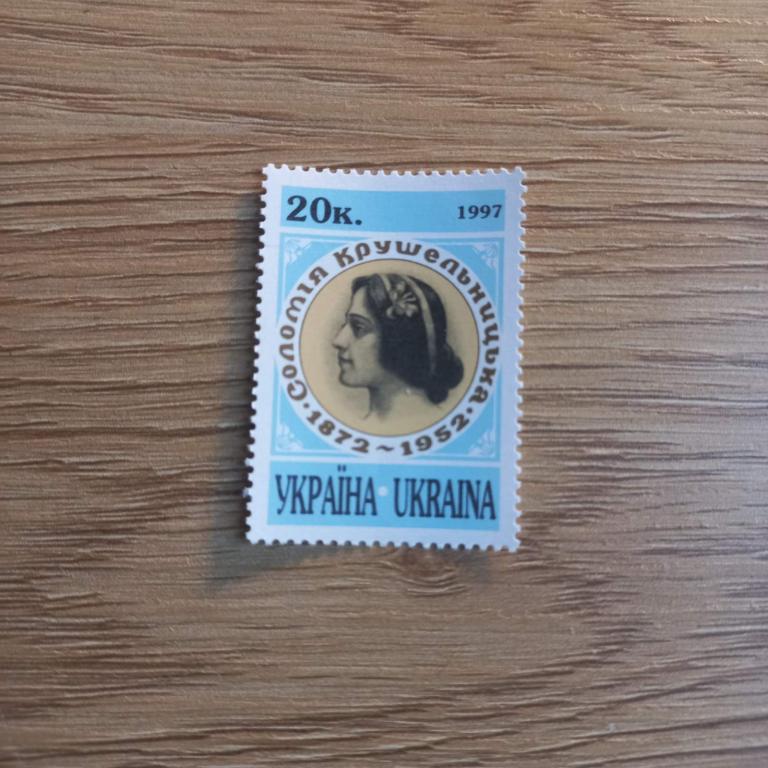 20к.
1997
Соломія Крушельницька
· 1872 ~ 1952 ·
УКРАЇНА · UKRAINA